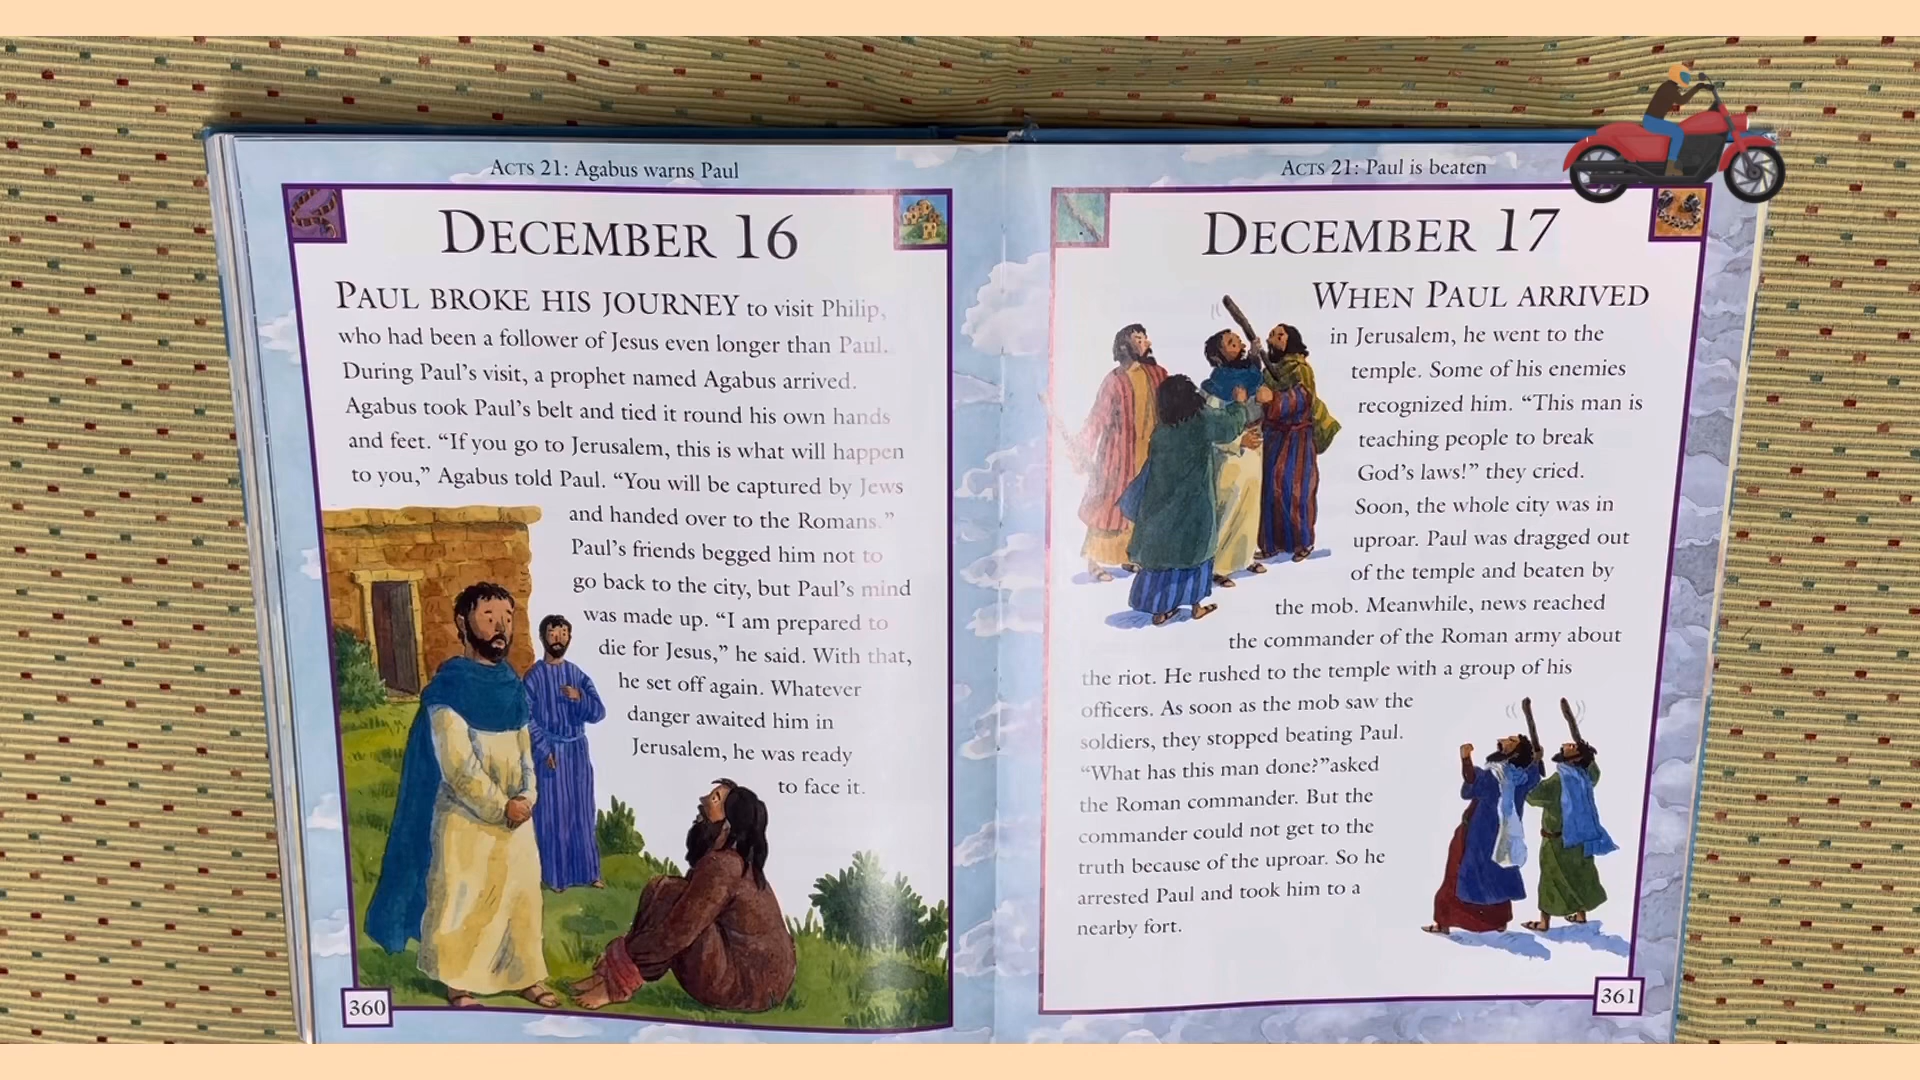 ACTS 21: Agabus warns Paul
DECEMBER 16
PAUL BROKE HIS JOURNEY to visit Philip,
who had been a follower of Jesus even longer than Paul.
During Paul's visit, a prophet named Agabus arrived.
Agabus took Paul's belt and tied it round his own hands
and feet. “If you go to Jerusalem, this is what will happen
to you,” Agabus told Paul. “You will be captured by Jews
and handed over to the Romans.”
Paul's friends begged him not to
go back to the city, but Paul's mind
was made up. “I am prepared to
die for Jesus,” he said. With that,
he set off again. Whatever
danger awaited him in
Jerusalem, he was ready
to face it.
360
ACTS 21: Paul is beaten
DECEMBER 17
WHEN PAUL ARRIVED
in Jerusalem, he went to the
temple. Some of his enemies
recognized him. “This man is
teaching people to break
God's laws!” they cried.
Soon, the whole city was in
uproar. Paul was dragged out
of the temple and beaten by
the mob. Meanwhile, news reached
the commander of the Roman army about
the riot. He rushed to the temple with a group of his
officers. As soon as the mob saw the
soldiers, they stopped beating Paul.
“What has this man done?”asked
the Roman commander. But the
commander could not get to the
truth because of the uproar. So he
arrested Paul and took him to a
nearby fort.
361